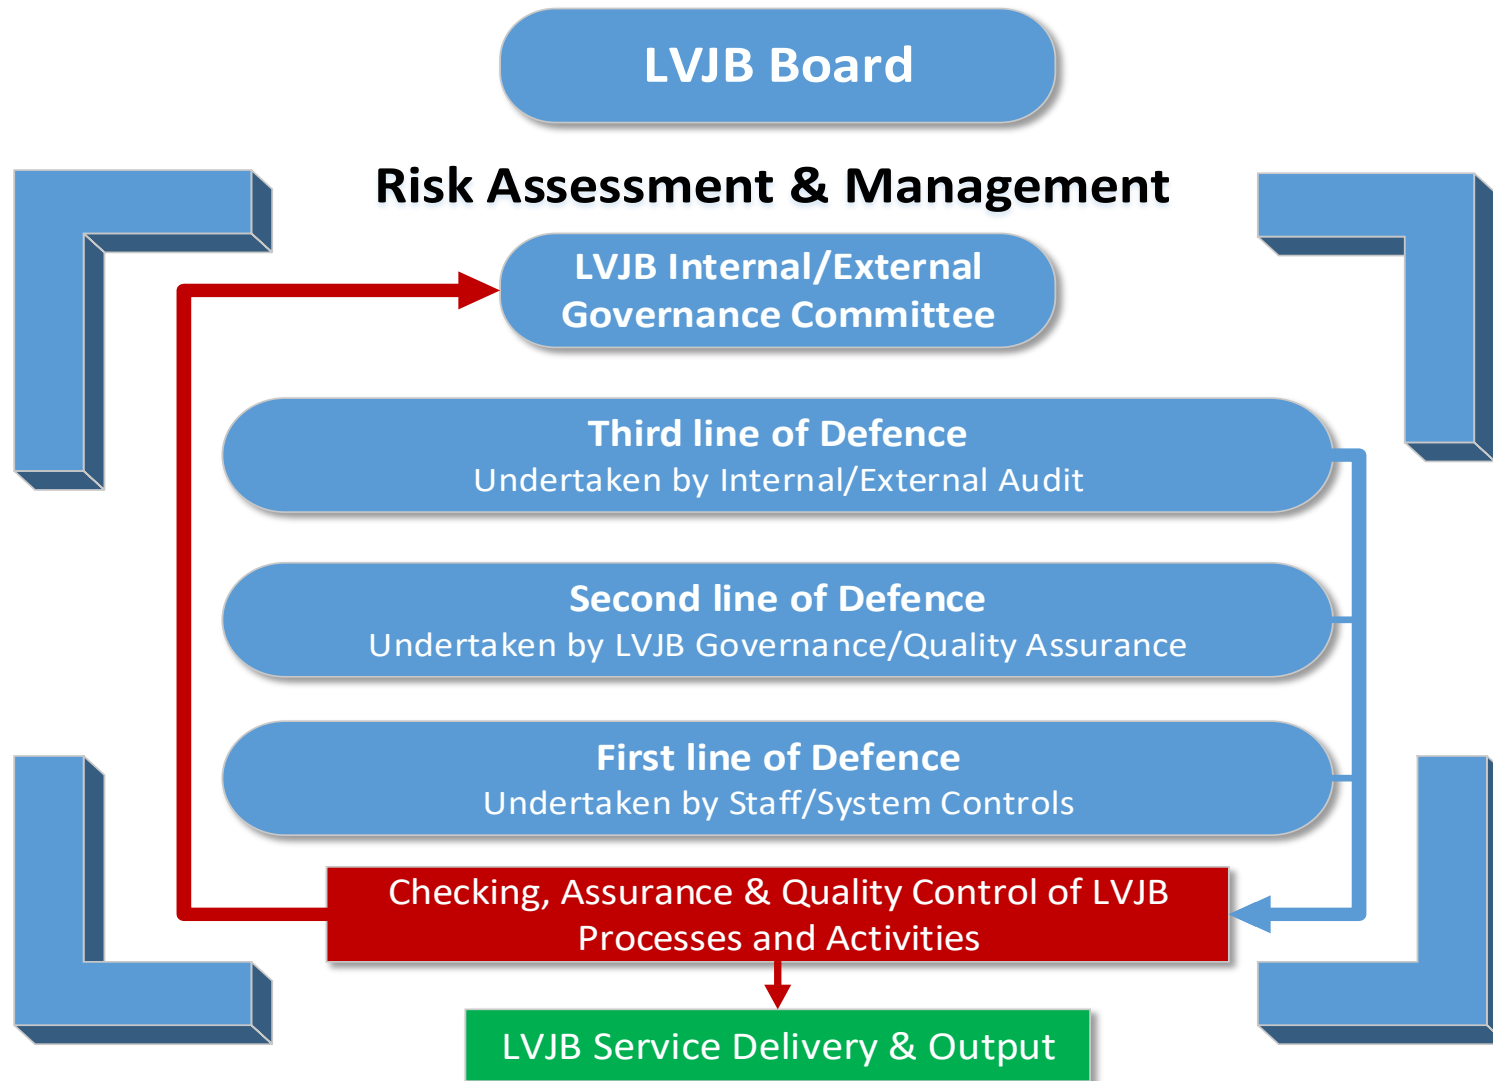 LVJB Board
Risk Assessment & Management
LVJB Internal/External
Governance Committee
Third line of Defence
Undertaken by Internal/External Audit
Second line of Defence
Undertaken by LVJB Governance/Quality Assurance
First line of Defence
Undertaken by Staff/System Controls
Checking, Assurance & Quality Control of LVJB
Processes and Activities
LVJB Service Delivery & Output